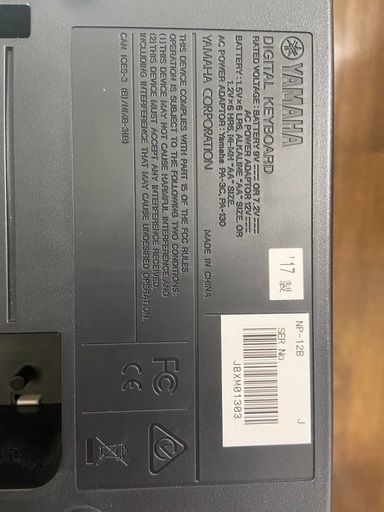 YAMAHA
DIGITAL KEYBOARD
RATED VOLTAGE : BATTERY 9V OR 7.2V
AC POWER ADAPTOR 12V
BATTERY : 1.5V×6 LR6, ALKALINE "AA" SIZE, OR
1.2V×6 HR6, Ni-MH "AA" SIZE
AC POWER ADAPTOR : Yamaha PA-3C, PA-130
YAMAHA CORPORATION MADE IN CHINA
'17 製
NP-12B J
SER No.
JBXM01303
THIS DEVICE COMPLIES WITH PART 15 OF THE FCC RULES.
OPERATION IS SUBJECT TO THE FOLLOWING TWO CONDITIONS:
(1) THIS DEVICE MAY NOT CAUSE HARMFUL INTERFERENCE, AND
(2) THIS DEVICE MUST ACCEPT ANY INTERFERENCE RECEIVED,
INCLUDING INTERFERENCE THAT MAY CAUSE UNDESIRED OPERATION.
CAN ICES-3 (B)/NMB-3(B)
FC
CE